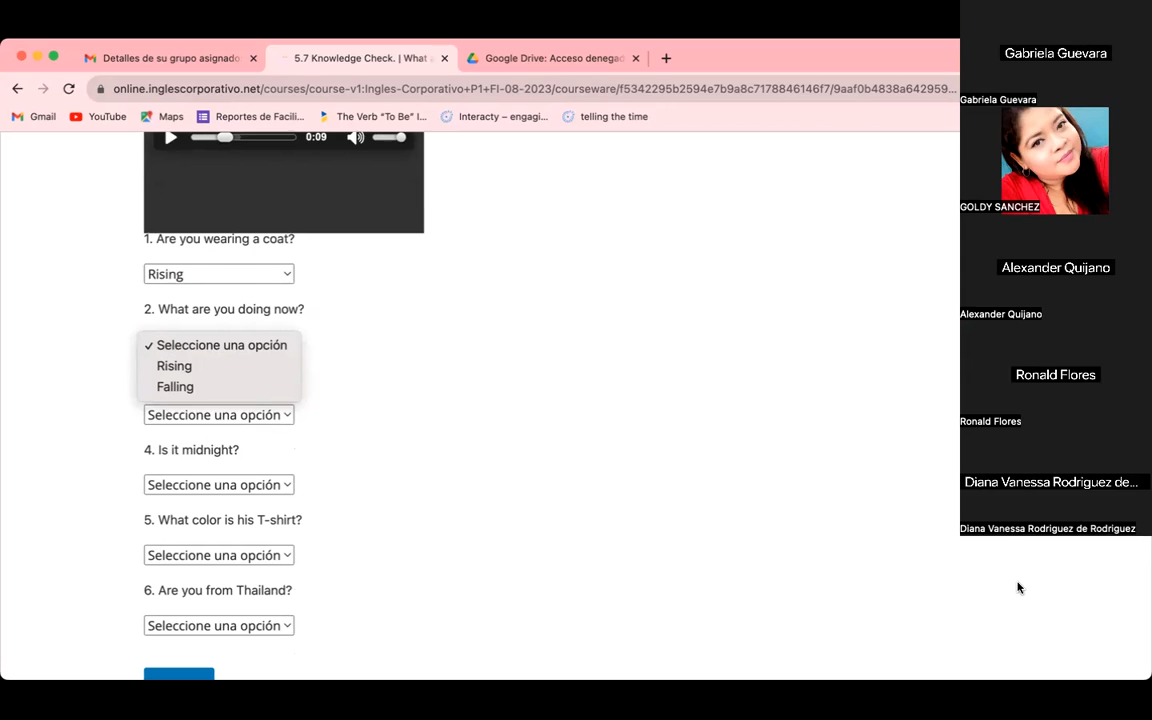 Detalles de su grupo asignado
5.7 Knowledge Check. | What
Google Drive: Acceso denegad
online.inglescorporativo.net/courses/course-v1:Ingles-Corporativo+P1+FI-08-2023/courseware/f5342295b2594e7b9a8c7178846146f7/9aaf0b4838a642959...
Gmail
YouTube
Maps
Reportes de Facili...
The Verb “To Be” I...
Interacty – engagi...
telling the time
0:09
1. Are you wearing a coat?
Rising
2. What are you doing now?
✓ Seleccione una opción
Rising
Falling
Seleccione una opción
4. Is it midnight?
Seleccione una opción
5. What color is his T-shirt?
Seleccione una opción
6. Are you from Thailand?
Seleccione una opción
Gabriela Guevara
Gabriela Guevara
GOLDY SANCHEZ
Alexander Quijano
Alexander Quijano
Ronald Flores
Ronald Flores
Diana Vanessa Rodriguez de...
Diana Vanessa Rodriguez de Rodriguez